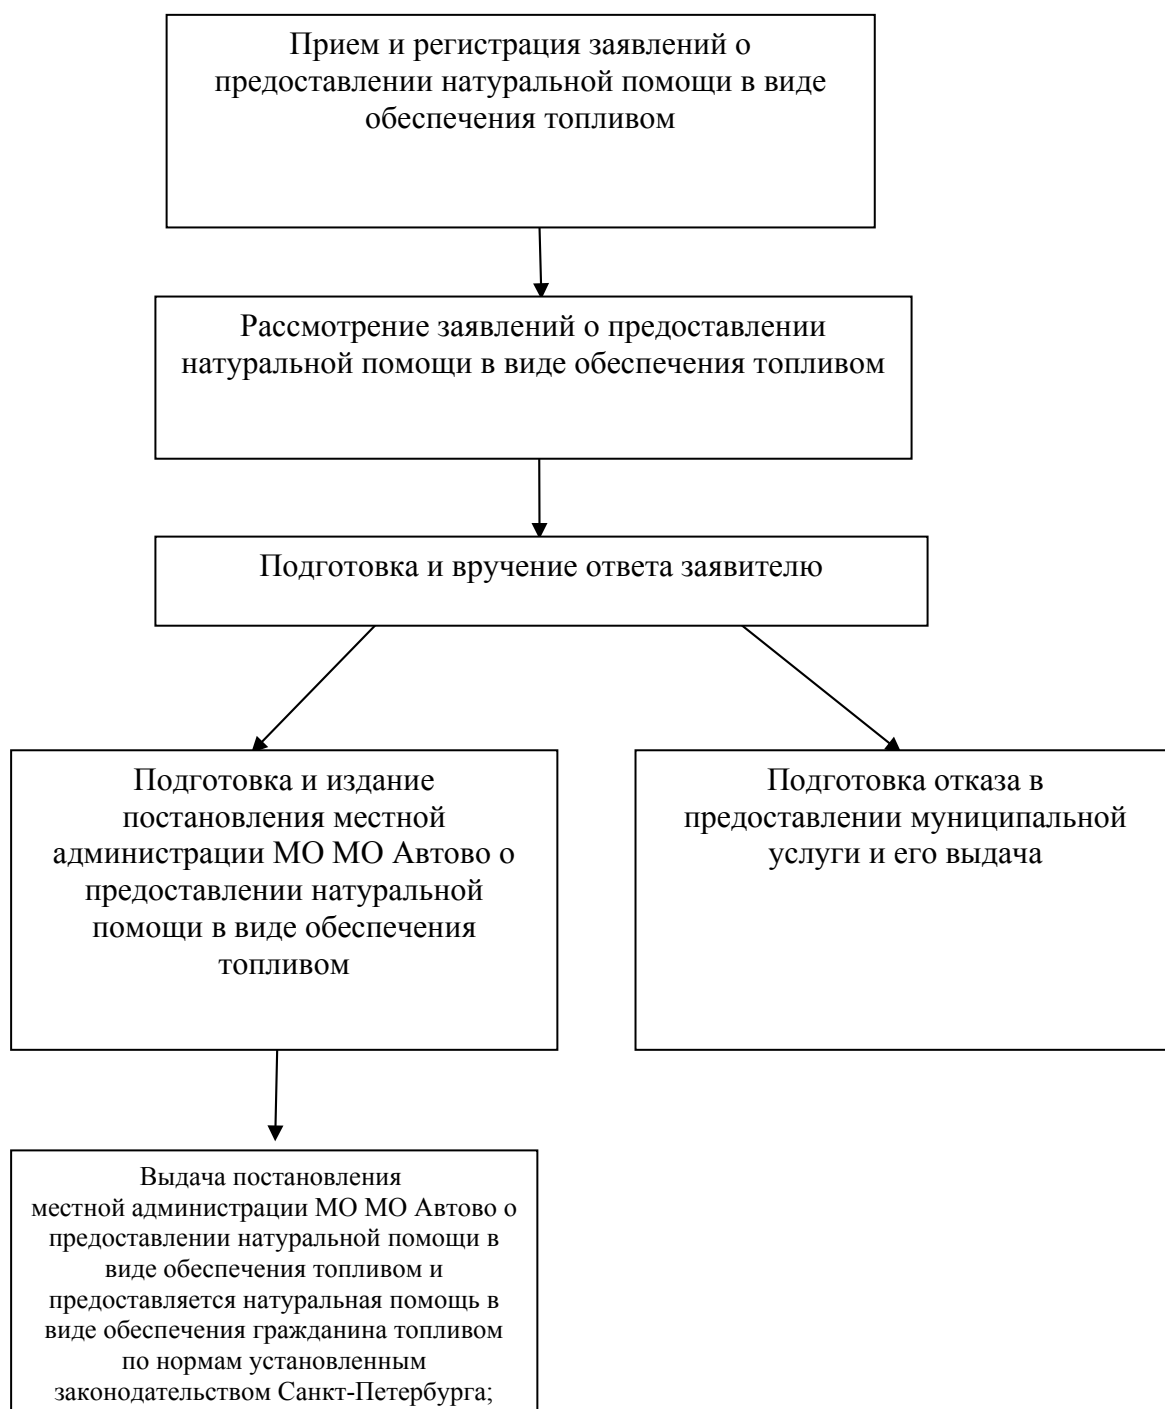 Прием и регистрация заявлений о
предоставлении натуральной помощи в виде
обеспечения топливом
Рассмотрение заявлений о предоставлении
натуральной помощи в виде обеспечения топливом
Подготовка и вручение ответа заявителю
Подготовка и издание
постановления местной
администрации МО МО Автово о
предоставлении натуральной
помощи в виде обеспечения
топливом
Подготовка отказа в
предоставлении муниципальной
услуги и его выдача
Выдача постановления
местной администрации МО МО Автово о
предоставлении натуральной помощи в
виде обеспечения топливом и
предоставляется натуральная помощь в
виде обеспечения гражданина топливом
по нормам установленным
законодательством Санкт-Петербурга;